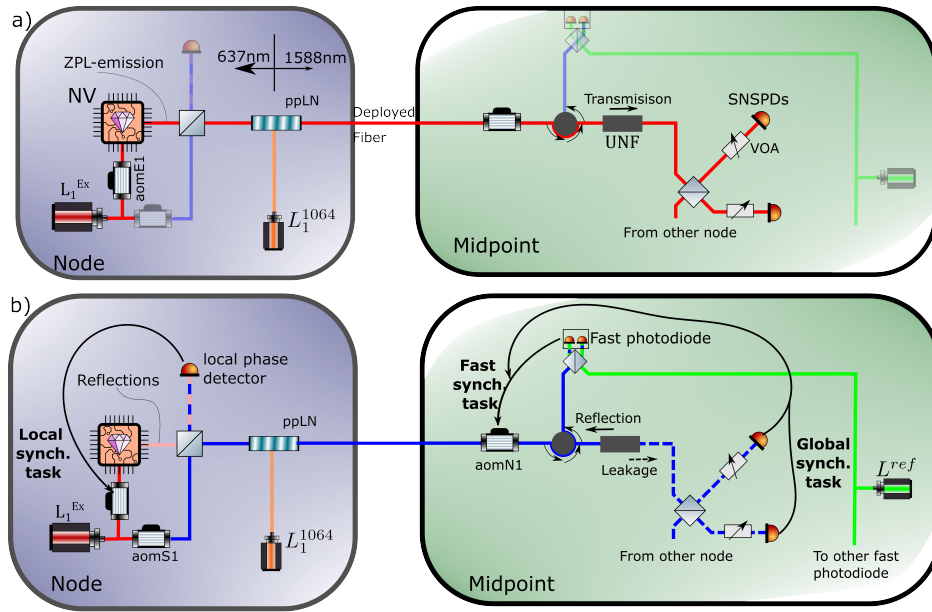 a)
637nm
1588nm
ZPL-emission
NV
ppLN
Deployed
Fiber
aomE1
L₁ᴱˣ
L₁¹⁰⁶⁴
Node
Transmisison
UNF
SNSPDs
VOA
From other node
Midpoint
b)
local phase
detector
Reflections
ppLN
Local
synch.
task
L₁ᴱˣ
aomS1
L₁¹⁰⁶⁴
Node
Fast photodiode
Fast
synch.
task
Reflection
aomN1
Leakage
Global
synch.
task
Lʳᵉᶠ
From other node
To other fast
photodiode
Midpoint